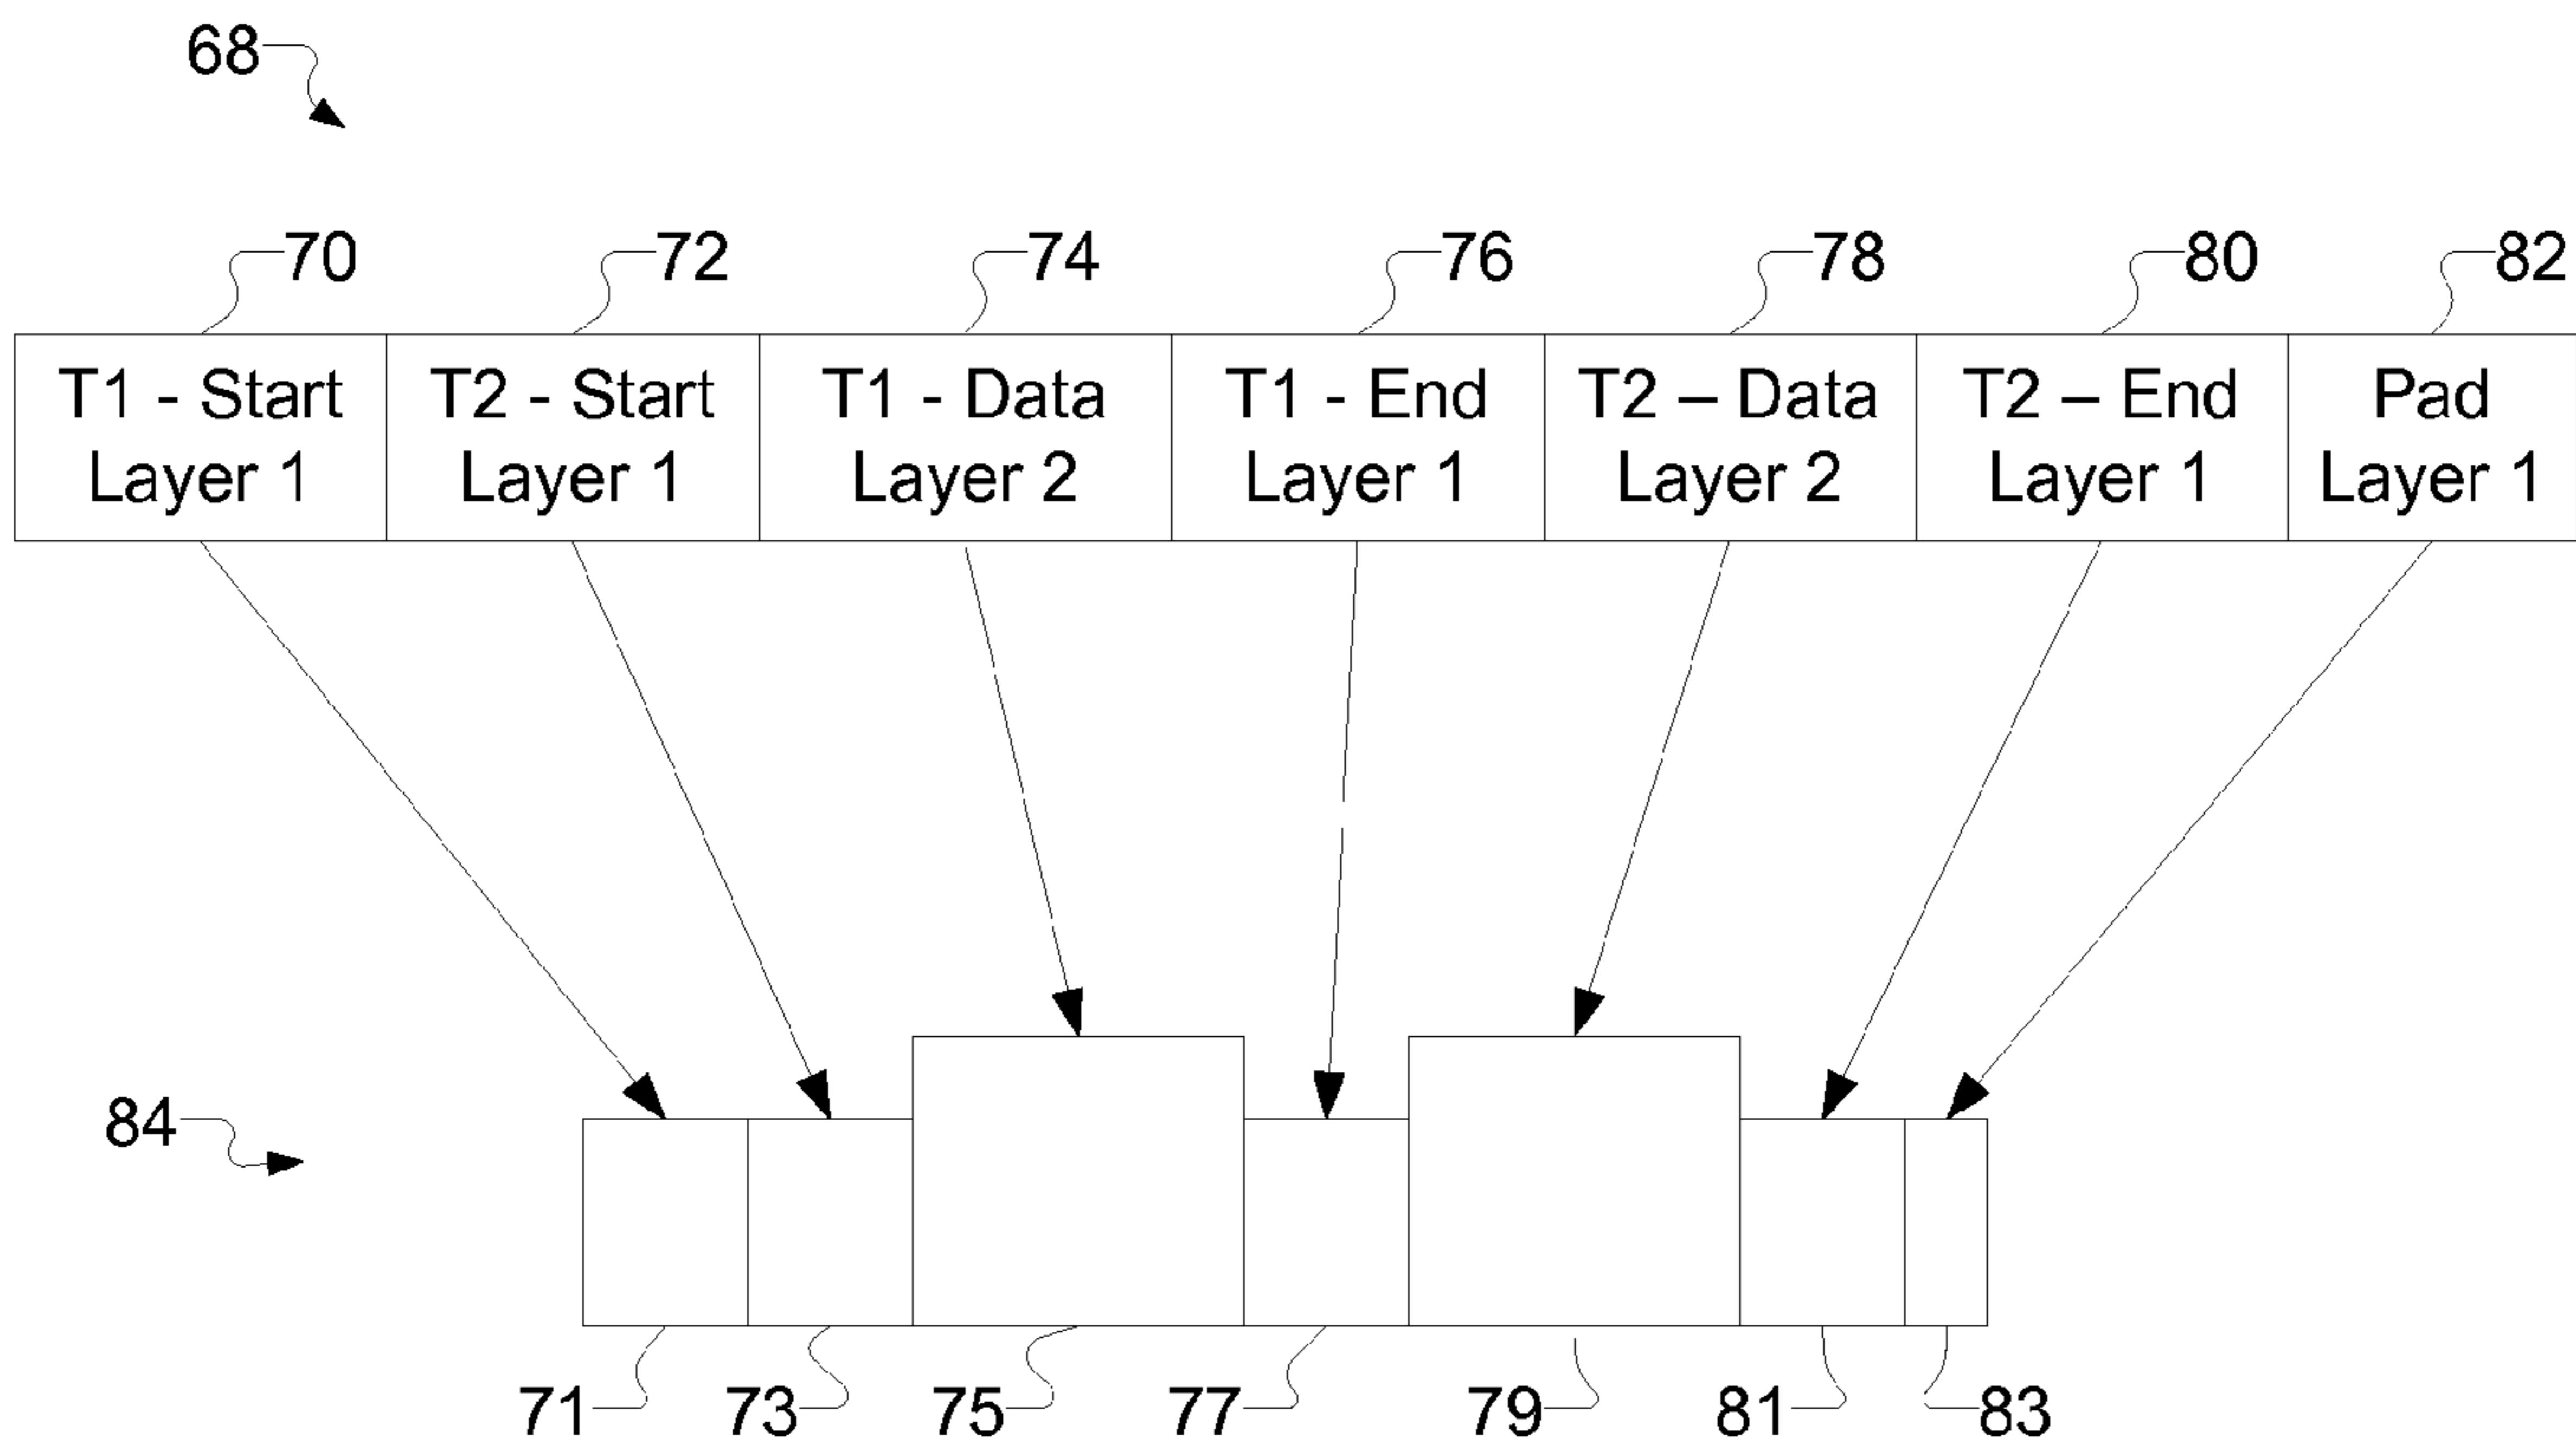 68
70 72 74 76 78 80 82
T1 - Start T2 - Start T1 - Data T1 - End T2 – Data T2 – End Pad
Layer 1 Layer 1 Layer 2 Layer 1 Layer 2 Layer 1 Layer 1
84
71 73 75 77 79 81 83